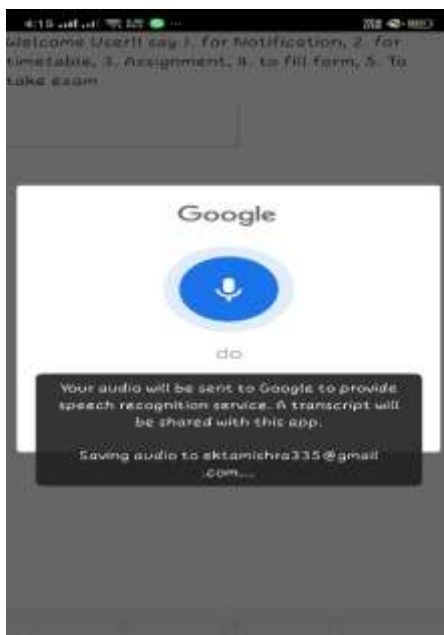 4:15
Welcome User!! say 1. for Notification, 2. for
timetable, 3. Assignment, 4. to fill form, 5. To
take exam
Google
do
Your audio will be sent to Google to provide
speech recognition service. A transcript will
be shared with this app.
Saving audio to ektamishra335@gmail
.com...